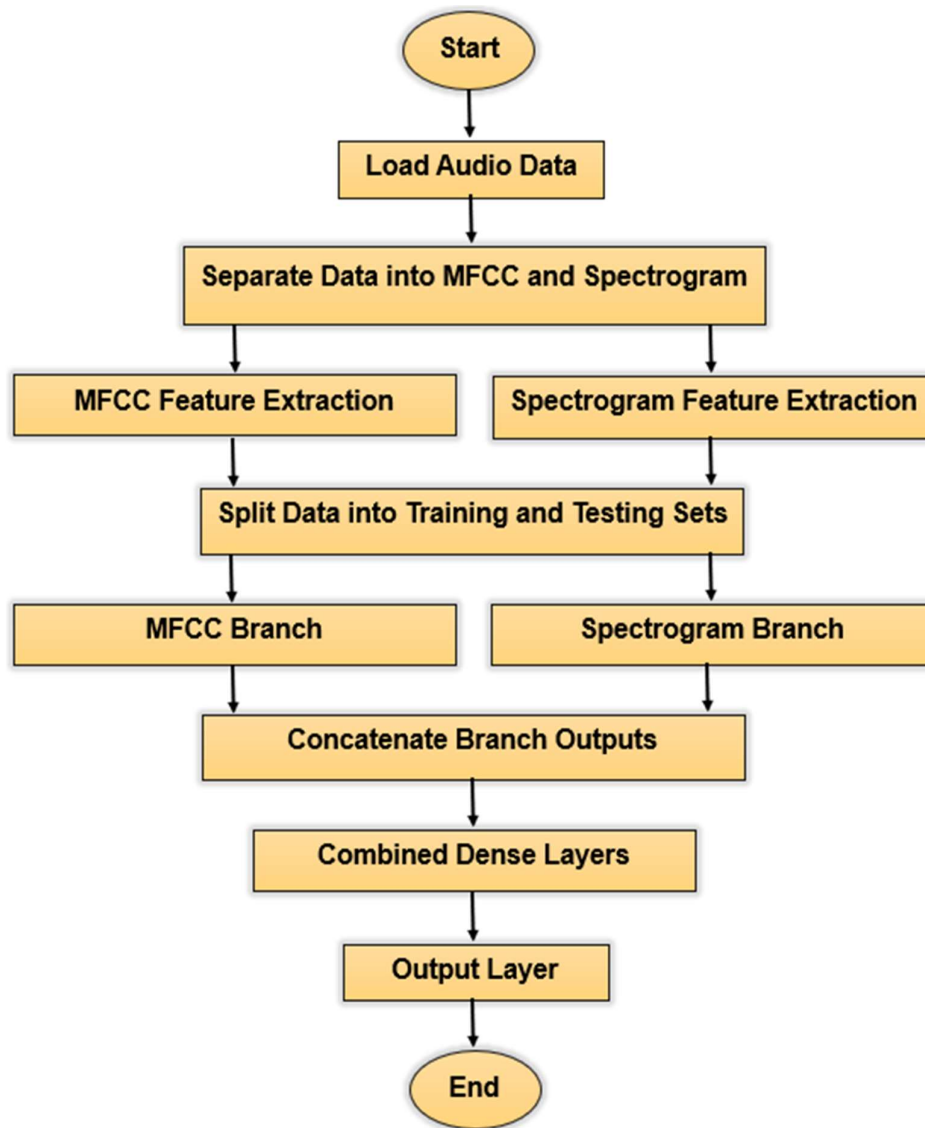 Start
Load Audio Data
Separate Data into MFCC and Spectrogram
MFCC Feature Extraction
Spectrogram Feature Extraction
Split Data into Training and Testing Sets
MFCC Branch
Spectrogram Branch
Concatenate Branch Outputs
Combined Dense Layers
Output Layer
End